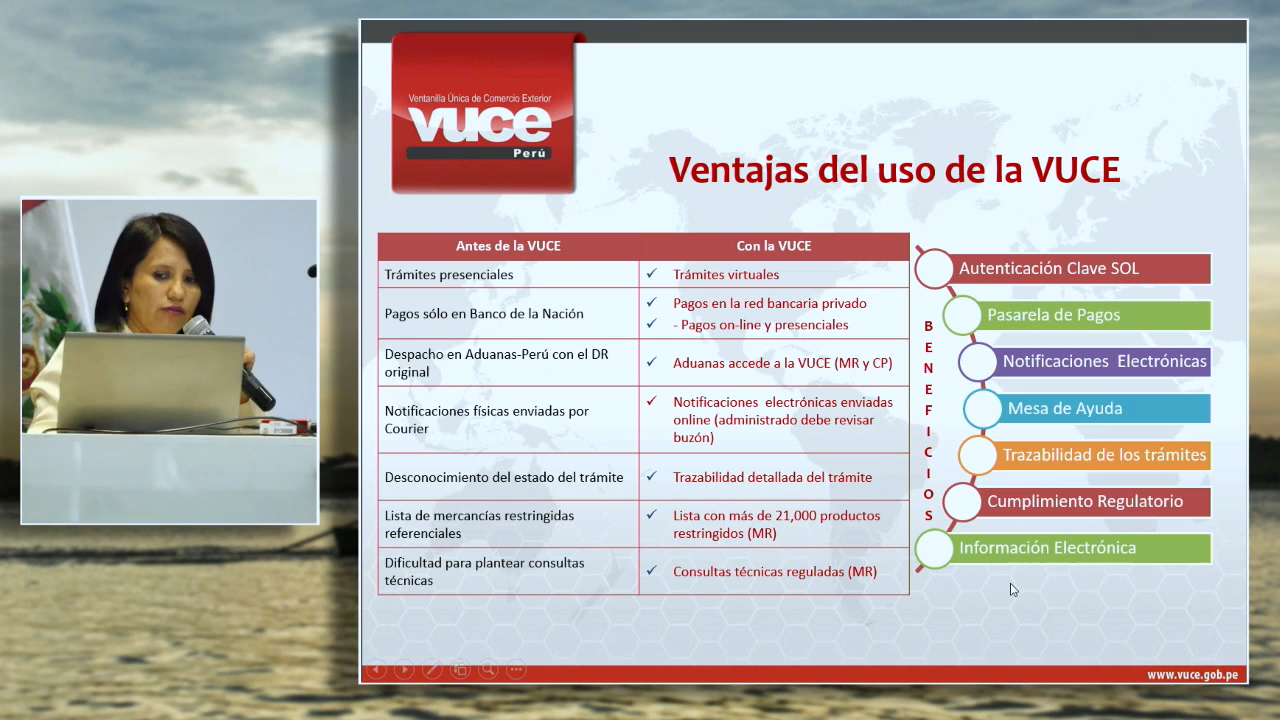 Ventanilla Única de Comercio Exterior
vuce
Perú
Ventajas del uso de la VUCE
Antes de la VUCE
Con la VUCE
Trámites presenciales
Trámites virtuales
Pagos sólo en Banco de la Nación
Pagos en la red bancaria privado
- Pagos on-line y presenciales
Despacho en Aduanas-Perú con el DR
original
Aduanas accede a la VUCE (MR y CP)
Notificaciones físicas enviadas por
Courier
Notificaciones electrónicas enviadas
online (administrado debe revisar
buzón)
Desconocimiento del estado del trámite
Trazabilidad detallada del trámite
Lista de mercancías restringidas
referenciales
Lista con más de 21,000 productos
restringidos (MR)
Dificultad para plantear consultas
técnicas
Consultas técnicas reguladas (MR)
BENEFICIOS
Autenticación Clave SOL
Pasarela de Pagos
Notificaciones Electrónicas
Mesa de Ayuda
Trazabilidad de los trámites
Cumplimiento Regulatorio
Información Electrónica
www.vuce.gob.pe